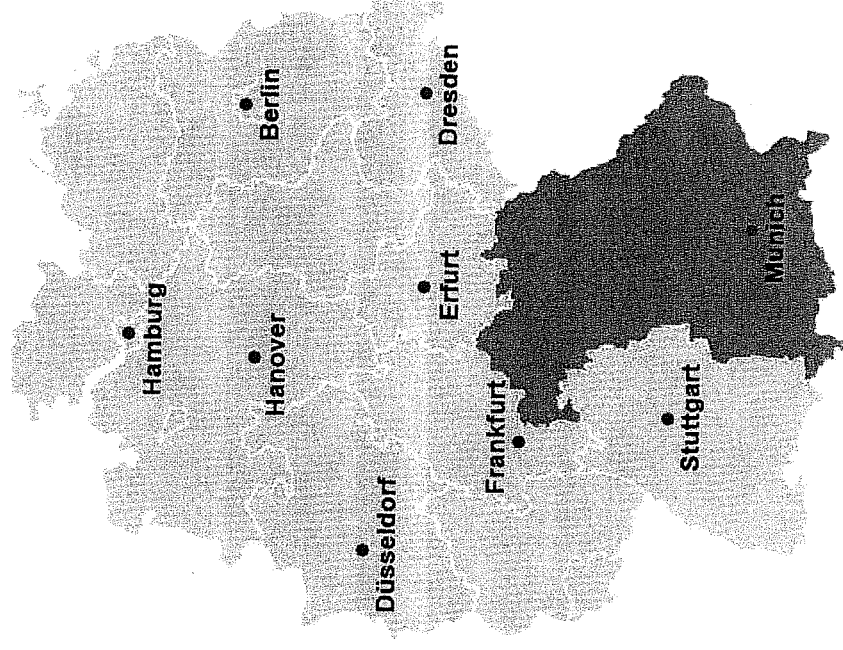 Hamburg
Berlin
Hanover
Düsseldorf
Erfurt
Dresden
Frankfurt
Stuttgart
Munich